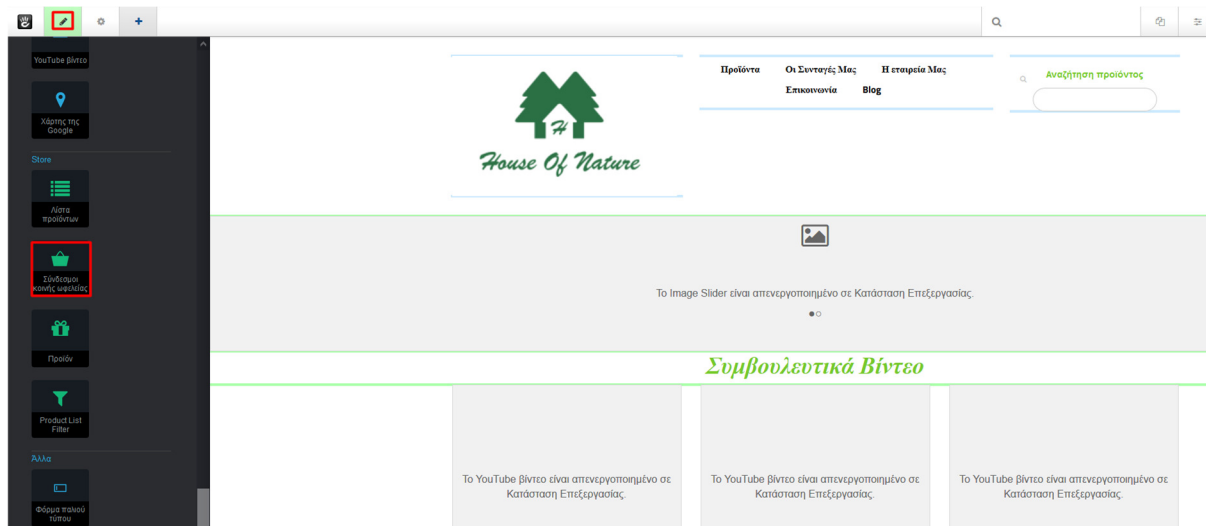 YouTube βίντεο
Χάρτης της
Google
Store
Λίστα
προϊόντων
Σύνδεσμοι
κοινής ωφελείας
Προϊόν
Product List
Filter
Άλλα
Φόρμα παλιού
τύπου
H
House Of Nature
Προϊόντα Οι Συνταγές Μας Η εταιρεία Μας
Επικοινωνία Blog
Αναζήτηση προϊόντος
Το Image Slider είναι απενεργοποιημένο σε Κατάσταση Επεξεργασίας.
Συμβουλευτικά Βίντεο
Το YouTube βίντεο είναι απενεργοποιημένο σε
Κατάσταση Επεξεργασίας.
Το YouTube βίντεο είναι απενεργοποιημένο σε
Κατάσταση Επεξεργασίας.
Το YouTube βίντεο είναι απενεργοποιημένο σε
Κατάσταση Επεξεργασίας.